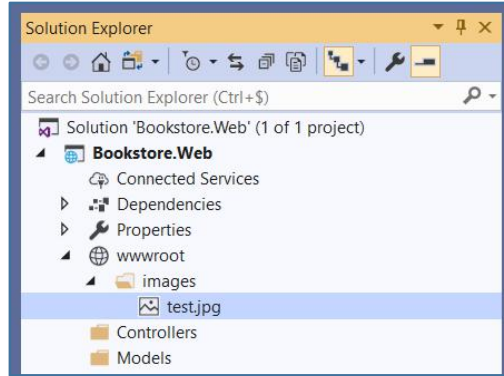 Solution Explorer
Search Solution Explorer (Ctrl+$)
Solution 'Bookstore.Web' (1 of 1 project)
Bookstore.Web
Connected Services
Dependencies
Properties
wwwroot
images
test.jpg
Controllers
Models